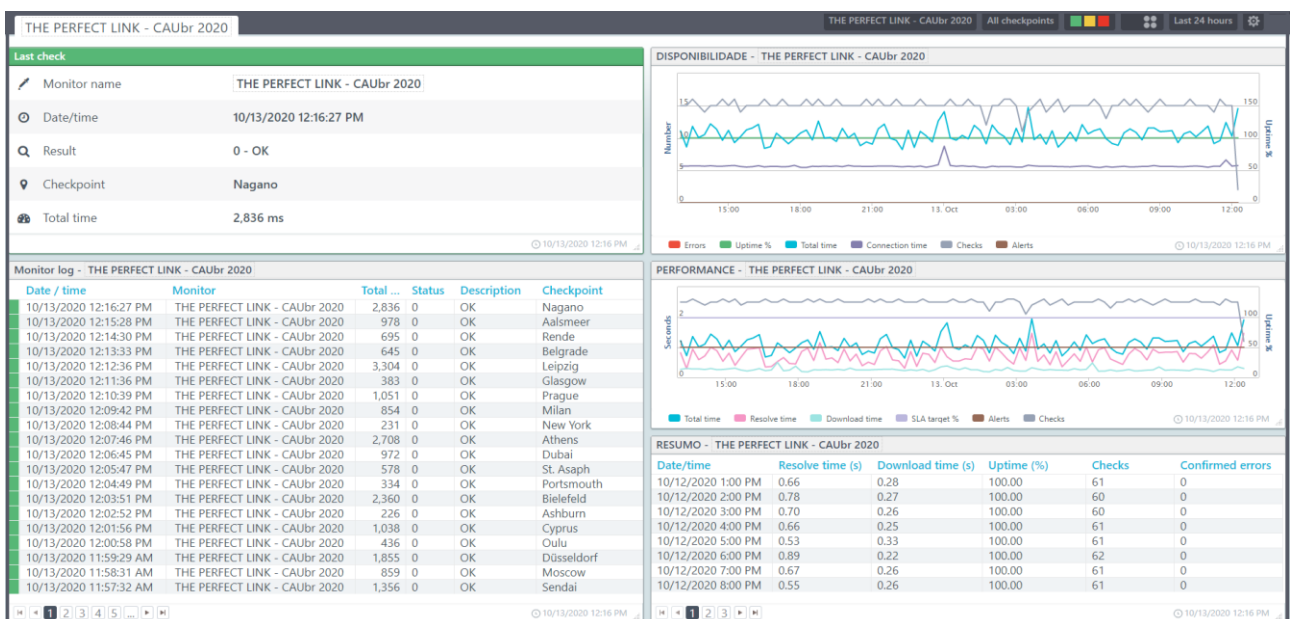 THE PERFECT LINK - CAUbr 2020
THE PERFECT LINK - CAUbr 2020 All checkpoints Last 24 hours
Last check
Monitor name THE PERFECT LINK - CAUbr 2020
Date/time 10/13/2020 12:16:27 PM
Result 0 - OK
Checkpoint Nagano
Total time 2,836 ms
10/13/2020 12:16 PM
Monitor log - THE PERFECT LINK - CAUbr 2020
Date / time Monitor Total ... Status Description Checkpoint
10/13/2020 12:16:27 PM THE PERFECT LINK - CAUbr 2020 2,836 0 OK Nagano
10/13/2020 12:15:28 PM THE PERFECT LINK - CAUbr 2020 978 0 OK Aalsmeer
10/13/2020 12:14:30 PM THE PERFECT LINK - CAUbr 2020 695 0 OK Rende
10/13/2020 12:13:33 PM THE PERFECT LINK - CAUbr 2020 645 0 OK Belgrade
10/13/2020 12:12:36 PM THE PERFECT LINK - CAUbr 2020 3,304 0 OK Leipzig
10/13/2020 12:11:36 PM THE PERFECT LINK - CAUbr 2020 383 0 OK Glasgow
10/13/2020 12:10:39 PM THE PERFECT LINK - CAUbr 2020 1,051 0 OK Prague
10/13/2020 12:09:42 PM THE PERFECT LINK - CAUbr 2020 854 0 OK Milan
10/13/2020 12:08:44 PM THE PERFECT LINK - CAUbr 2020 231 0 OK New York
10/13/2020 12:07:46 PM THE PERFECT LINK - CAUbr 2020 2,708 0 OK Athens
10/13/2020 12:06:45 PM THE PERFECT LINK - CAUbr 2020 972 0 OK Dubai
10/13/2020 12:05:47 PM THE PERFECT LINK - CAUbr 2020 578 0 OK St. Asaph
10/13/2020 12:04:49 PM THE PERFECT LINK - CAUbr 2020 334 0 OK Portsmouth
10/13/2020 12:03:51 PM THE PERFECT LINK - CAUbr 2020 2,360 0 OK Bielefeld
10/13/2020 12:02:52 PM THE PERFECT LINK - CAUbr 2020 226 0 OK Ashburn
10/13/2020 12:01:56 PM THE PERFECT LINK - CAUbr 2020 1,038 0 OK Cyprus
10/13/2020 12:00:58 PM THE PERFECT LINK - CAUbr 2020 436 0 OK Oulu
10/13/2020 11:59:29 AM THE PERFECT LINK - CAUbr 2020 1,855 0 OK Düsseldorf
10/13/2020 11:58:31 AM THE PERFECT LINK - CAUbr 2020 859 0 OK Moscow
10/13/2020 11:57:32 AM THE PERFECT LINK - CAUbr 2020 1,356 0 OK Sendai
1 2 3 4 5 ...
10/13/2020 12:16 PM
DISPONIBILIDADE - THE PERFECT LINK - CAUbr 2020
Number
15
10
5
0
150
100
50
0
Uptime %
15:00 18:00 21:00 13. Oct 03:00 06:00 09:00 12:00
Errors Uptime % Total time Connection time Checks Alerts
10/13/2020 12:16 PM
PERFORMANCE - THE PERFECT LINK - CAUbr 2020
Seconds
2
0
100
50
0
Uptime %
15:00 18:00 21:00 13. Oct 03:00 06:00 09:00 12:00
Total time Resolve time Download time SLA target % Alerts Checks
10/13/2020 12:16 PM
RESUMO - THE PERFECT LINK - CAUbr 2020
Date/time Resolve time (s) Download time (s) Uptime (%) Checks Confirmed errors
10/12/2020 1:00 PM 0.66 0.28 100.00 61 0
10/12/2020 2:00 PM 0.78 0.27 100.00 60 0
10/12/2020 3:00 PM 0.70 0.26 100.00 60 0
10/12/2020 4:00 PM 0.66 0.25 100.00 61 0
10/12/2020 5:00 PM 0.53 0.33 100.00 61 0
10/12/2020 6:00 PM 0.89 0.22 100.00 62 0
10/12/2020 7:00 PM 0.67 0.26 100.00 61 0
10/12/2020 8:00 PM 0.55 0.26 100.00 61 0
1 2 3
10/13/2020 12:16 PM